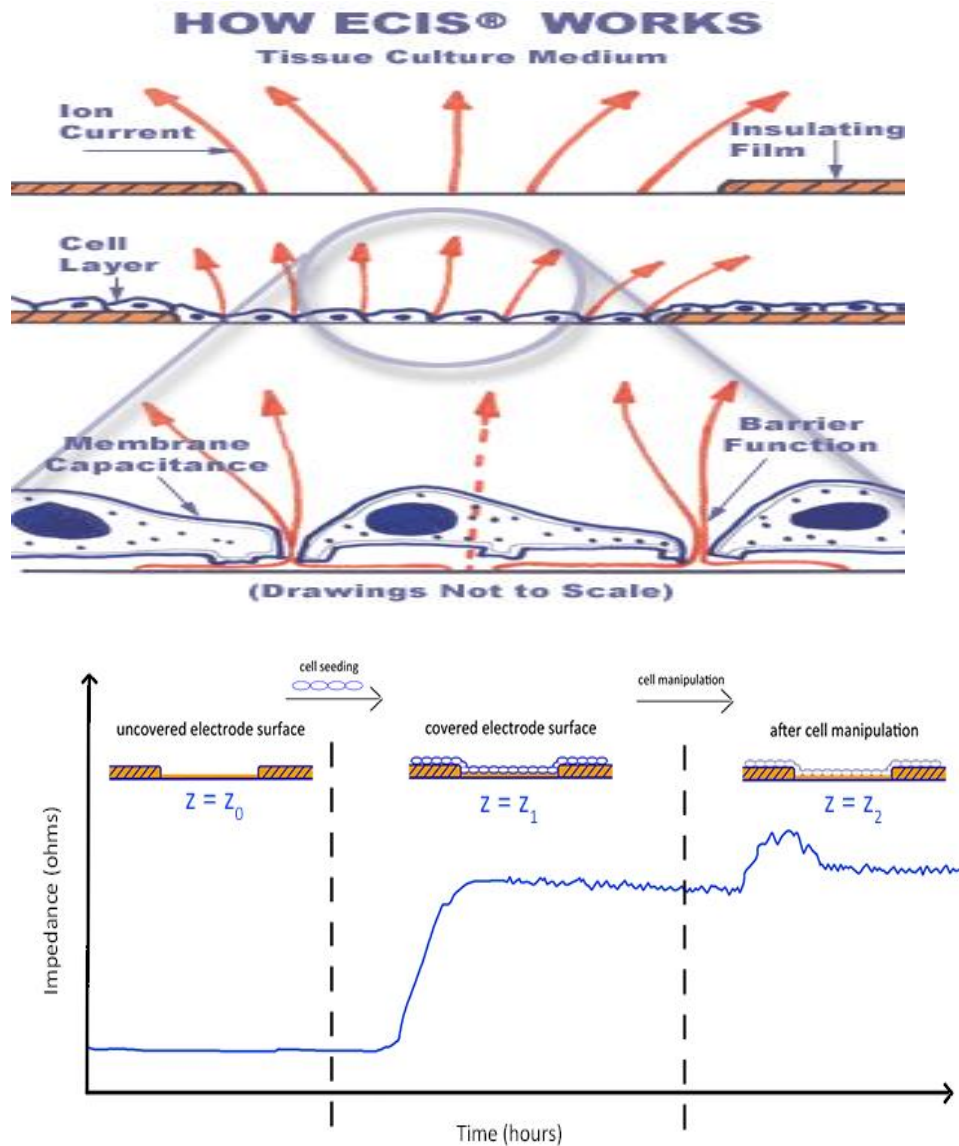 HOW ECIS® WORKS
Tissue Culture Medium
Ion
Current
Insulating
Film
Cell
Layer
Membrane
Capacitance
Barrier
Function
(Drawings Not to Scale)
cell seeding
cell manipulation
uncovered electrode surface
covered electrode surface
after cell manipulation
z = z₀
z = z₁
z = z₂
Impedance (ohms)
Time (hours)